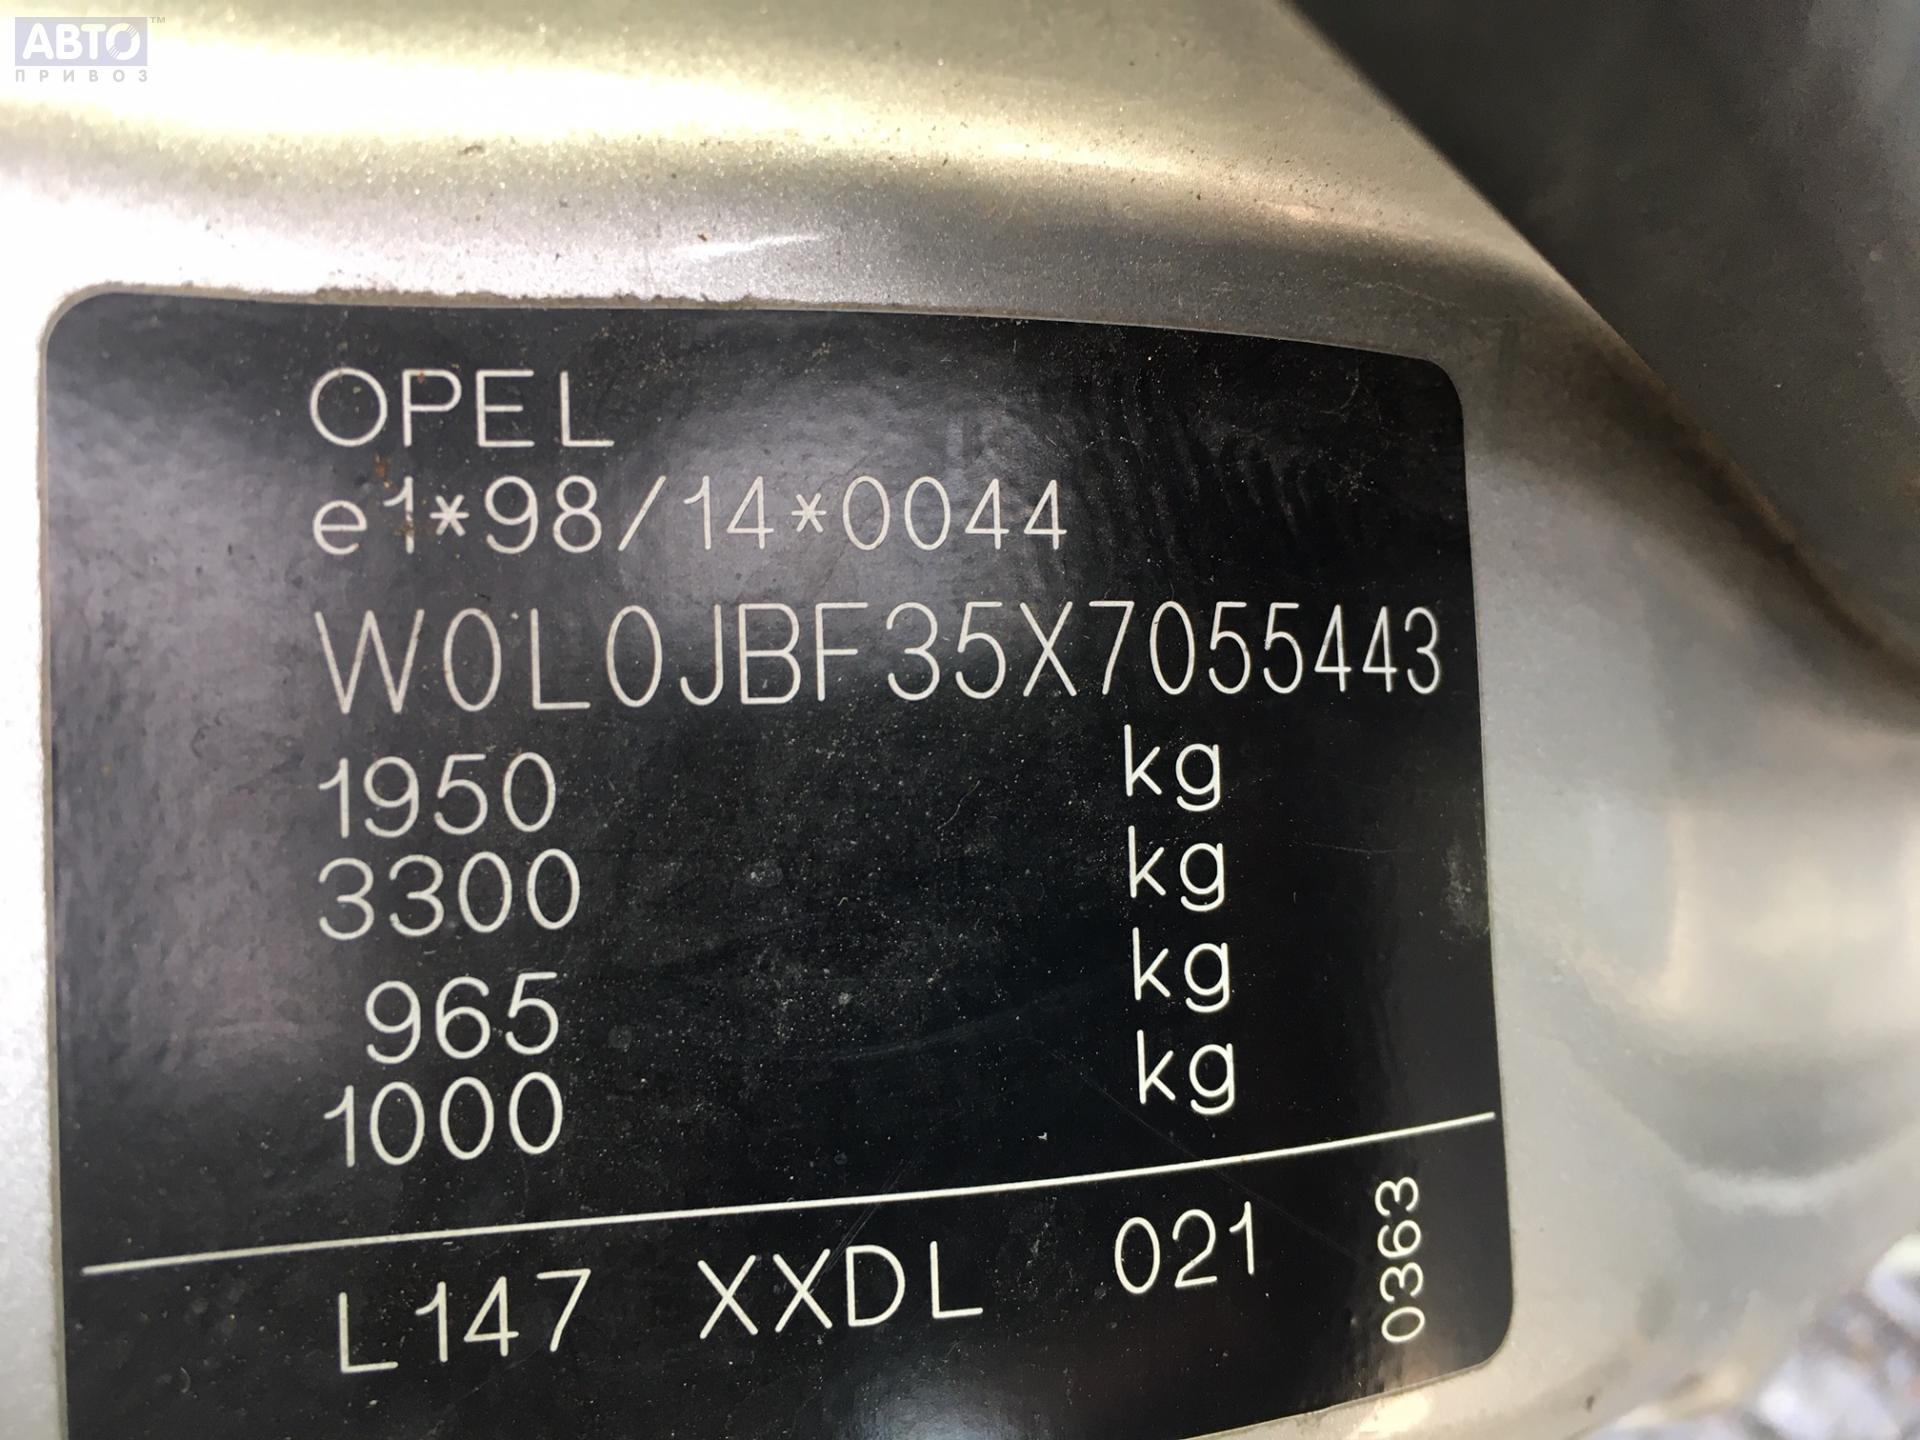 АВТО™
ПРИВОЗ
OPEL
e1*98/14*0044
W0L0JBF35X7055443
1950 kg
3300 kg
965 kg
1000 kg
L147 XXDL 021 0363